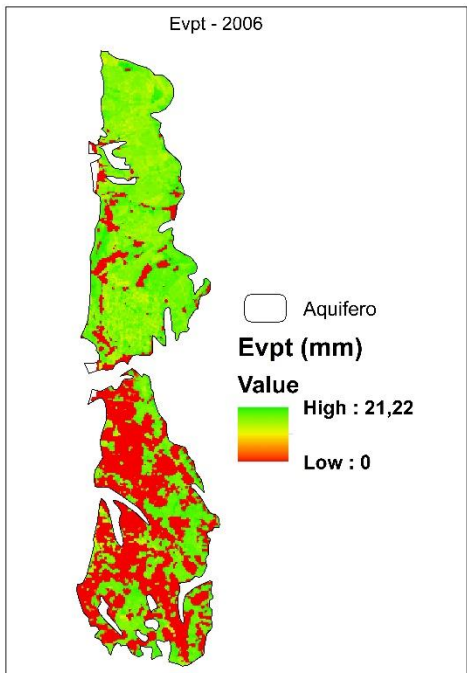 Evpt - 2006
Aquifero
Evpt (mm)
Value
High : 21,22
Low : 0